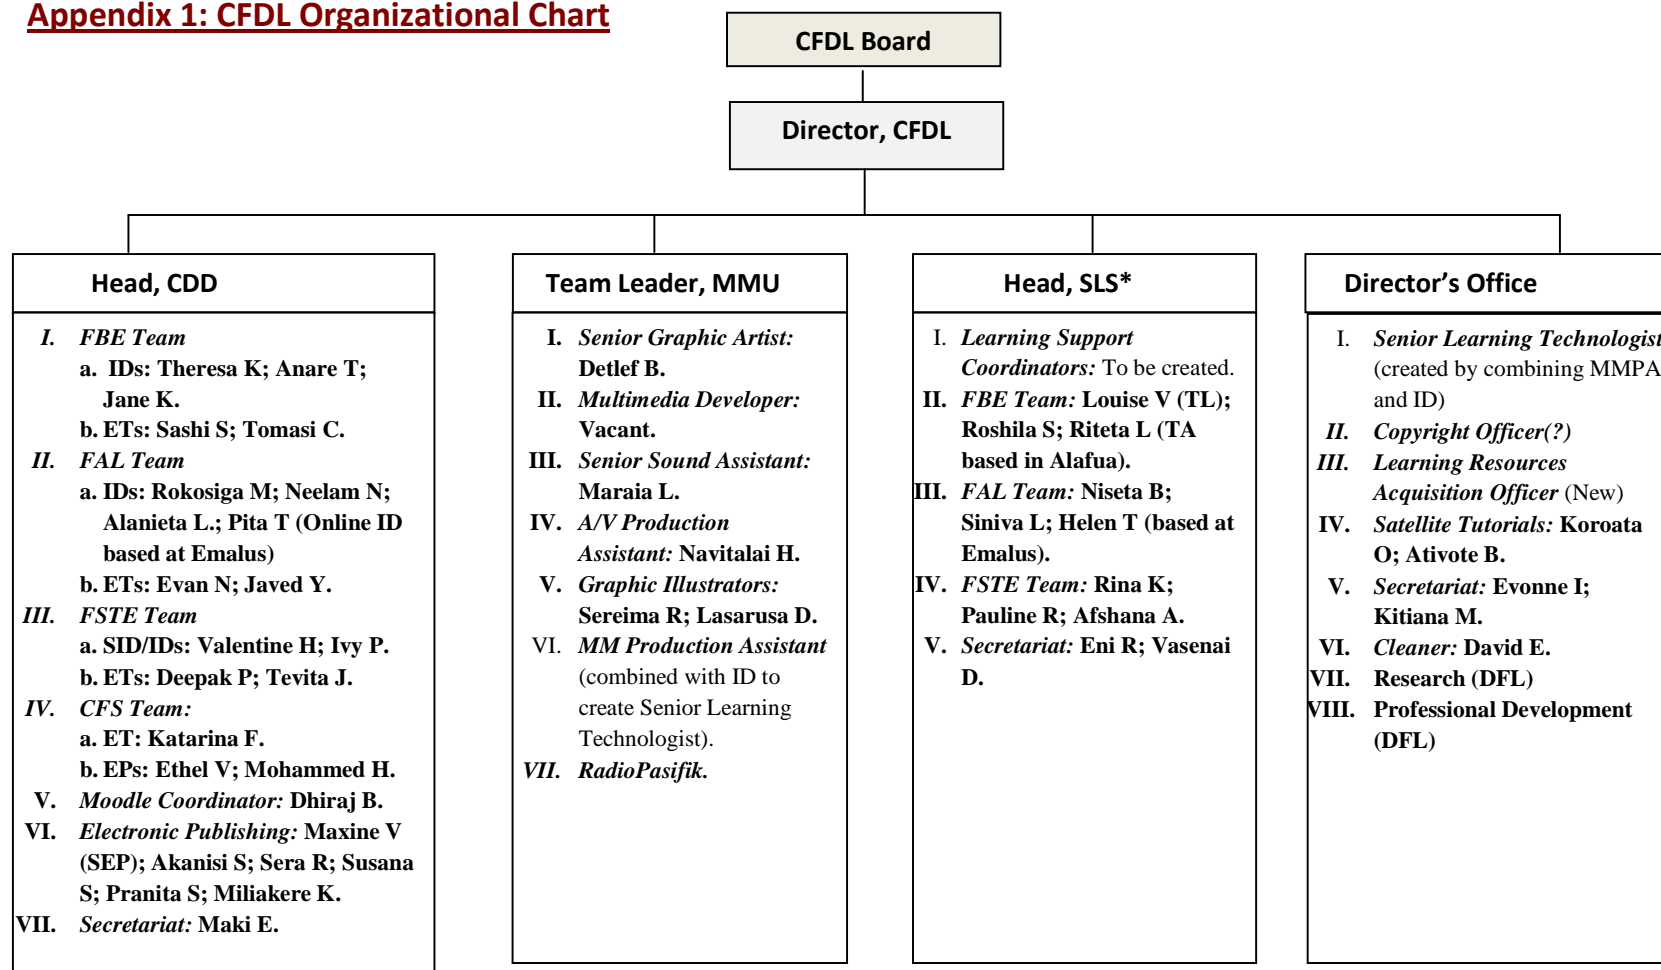 Appendix 1: CFDL Organizational Chart
CFDL Board
Director, CFDL
Head, CDD
I. FBE Team
a. IDs: Theresa K; Anare T;
Jane K.
b. ETs: Sashi S; Tomasi C.
II. FAL Team
a. IDs: Rokosiga M; Neelam N;
Alanieta L.; Pita T (Online ID
based at Emalus)
b. ETs: Evan N; Javed Y.
III. FSTE Team
a. SID/IDs: Valentine H; Ivy P.
b. ETs: Deepak P; Tevita J.
IV. CFS Team:
a. ET: Katarina F.
b. EPs: Ethel V; Mohammed H.
V. Moodle Coordinator: Dhiraj B.
VI. Electronic Publishing: Maxine V
(SEP); Akanisi S; Sera R; Susana
S; Pranita S; Miliakere K.
VII. Secretariat: Maki E.
Team Leader, MMU
I. Senior Graphic Artist:
Detlef B.
II. Multimedia Developer:
Vacant.
III. Senior Sound Assistant:
Maraia L.
IV. A/V Production
Assistant: Navitalai H.
V. Graphic Illustrators:
Sereima R; Lasarusa D.
VI. MM Production Assistant
(combined with ID to
create Senior Learning
Technologist).
VII. RadioPasifik.
Head, SLS*
I. Learning Support
Coordinators: To be created.
II. FBE Team: Louise V (TL);
Roshila S; Riteta L (TA
based in Alafua).
III. FAL Team: Niseta B;
Siniva L; Helen T (based at
Emalus).
IV. FSTE Team: Rina K;
Pauline R; Afshana A.
V. Secretariat: Eni R; Vasenai
D.
Director’s Office
I. Senior Learning Technologist
(created by combining MMPA
and ID)
II. Copyright Officer(?)
III. Learning Resources
Acquisition Officer (New)
IV. Satellite Tutorials: Koroata
O; Ativote B.
V. Secretariat: Evonne I;
Kitiana M.
VI. Cleaner: David E.
VII. Research (DFL)
VIII. Professional Development
(DFL)